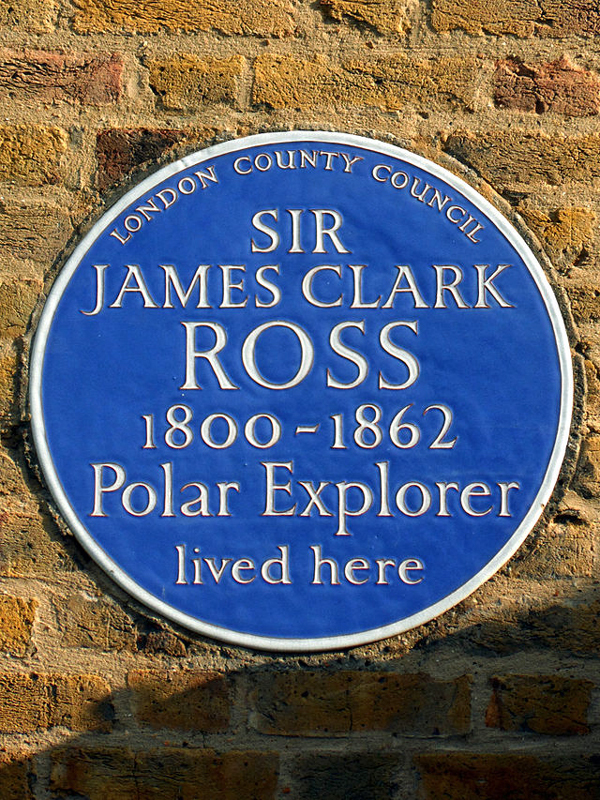 LONDON COUNTY COUNCIL
SIR
JAMES CLARK
ROSS
1800-1862
Polar Explorer
lived here